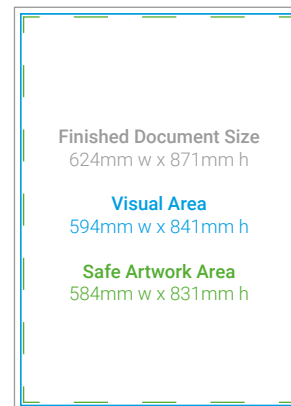 Finished Document Size
624mm w x 871mm h
Visual Area
594mm w x 841mm h
Safe Artwork Area
584mm w x 831mm h